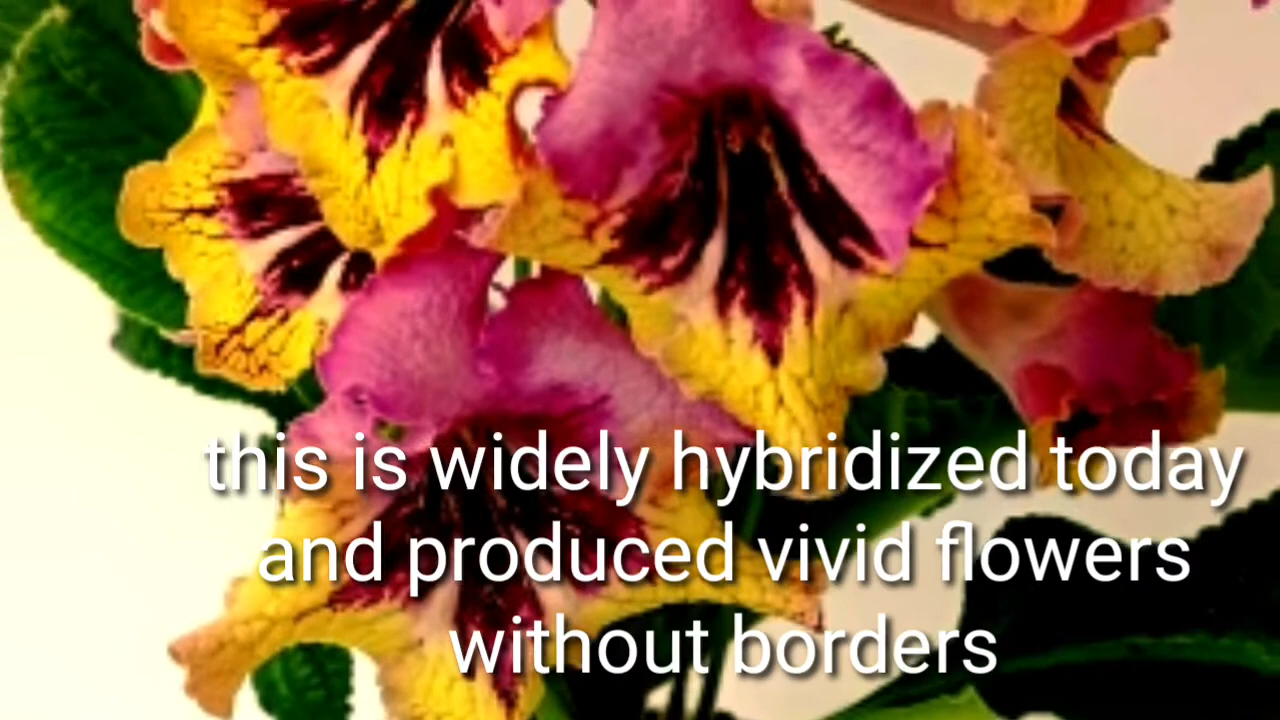 this is widely hybridized today
and produced vivid flowers
without borders